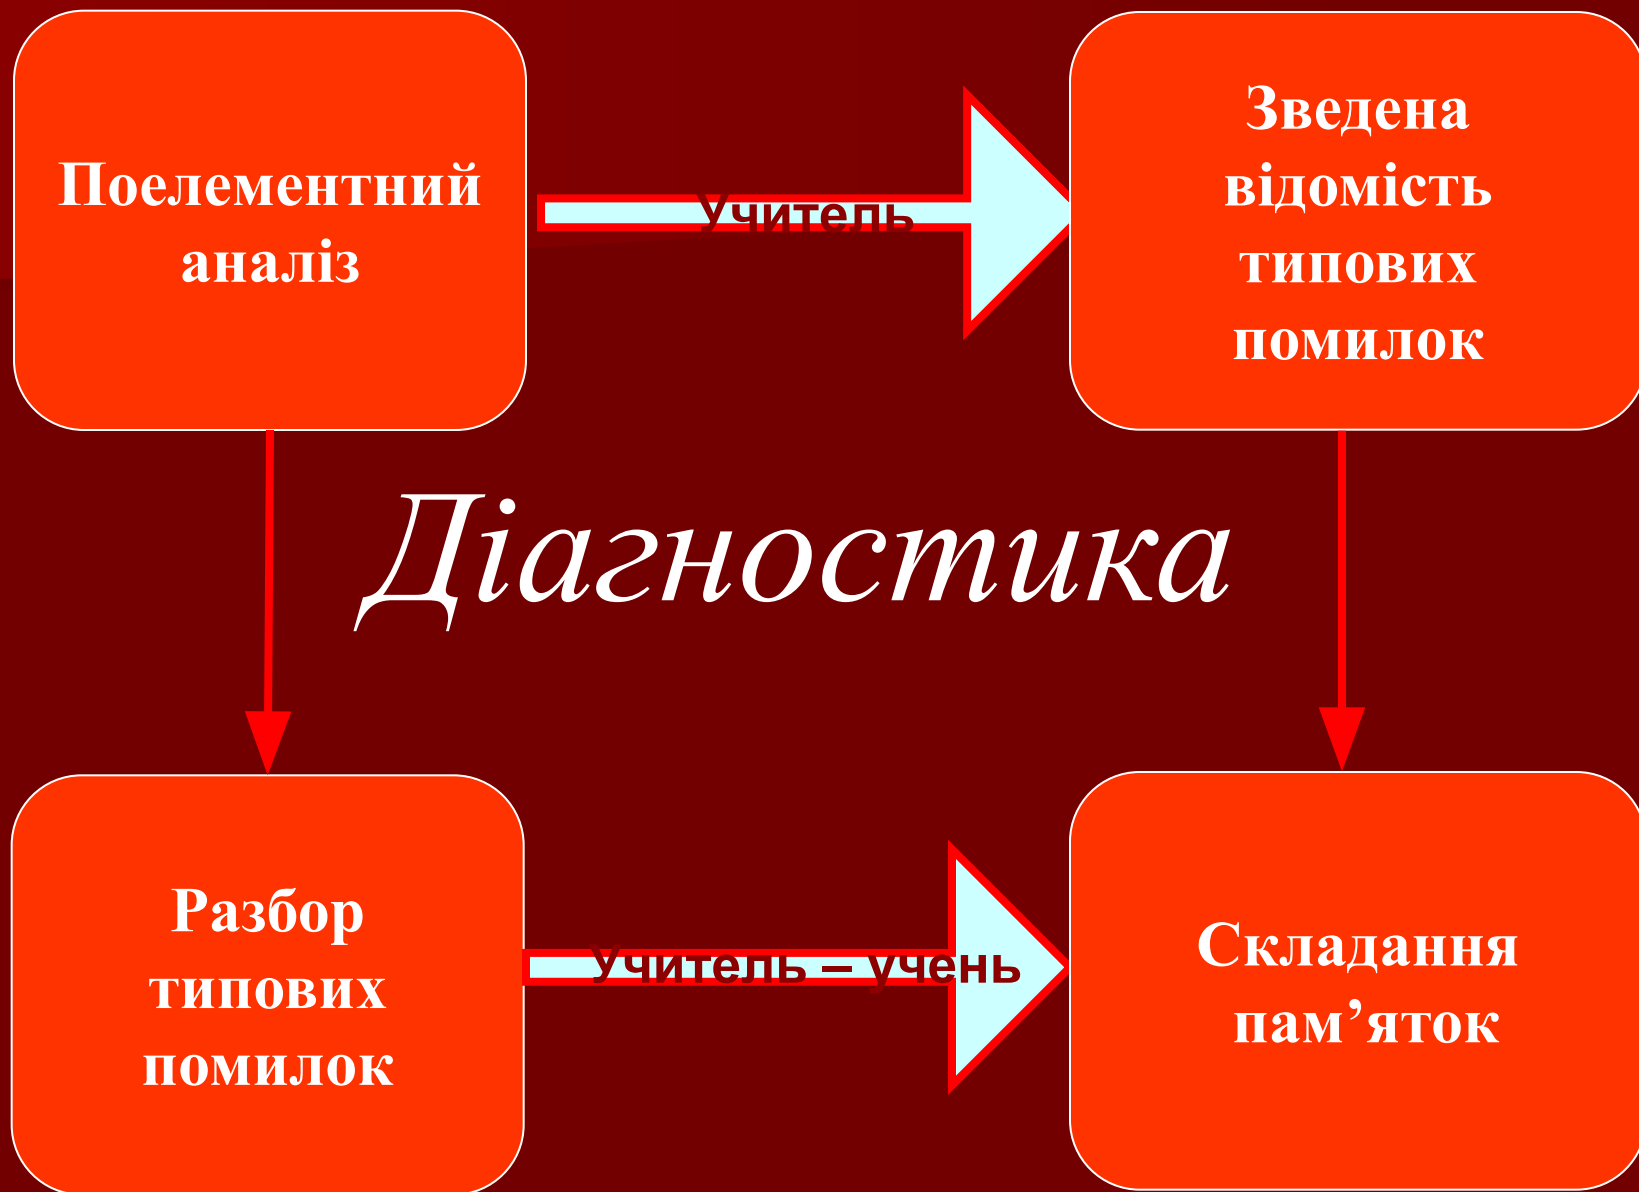 Поелементний
аналіз
Учитель
Зведена
відомість
типових
помилок
Діагностика
Разбор
типових
помилок
Учитель – учень
Складання
пам’яток